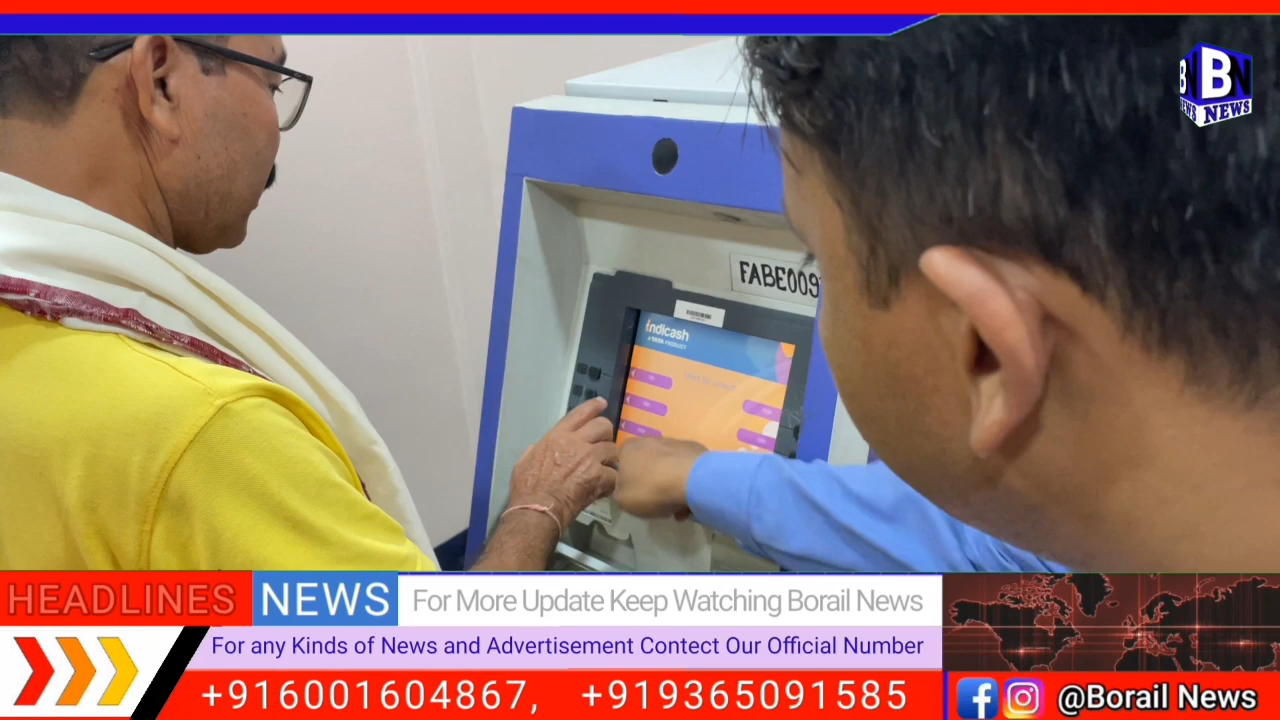 B
N
B
N
NEWS
NEWS
FABE009
indicash
A TATA PRODUCT
HEADLINES
NEWS
For More Update Keep Watching Borail News
For any Kinds of News and Advertisement Contect Our Official Number
+916001604867, +919365091585
@Borail News